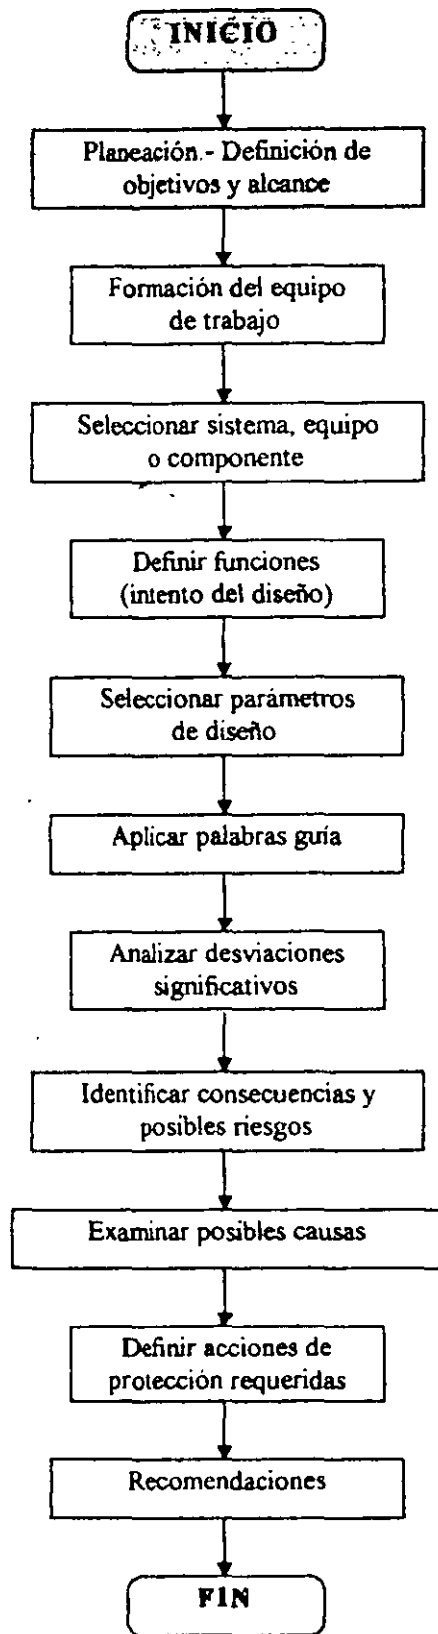 INICIO
Planeación.- Definición de
objetivos y alcance
Formación del equipo
de trabajo
Seleccionar sistema, equipo
o componente
Definir funciones
(intento del diseño)
Seleccionar parámetros
de diseño
Aplicar palabras guía
Analizar desviaciones
significativos
Identificar consecuencias y
posibles riesgos
Examinar posibles causas
Definir acciones de
protección requeridas
Recomendaciones
FIN